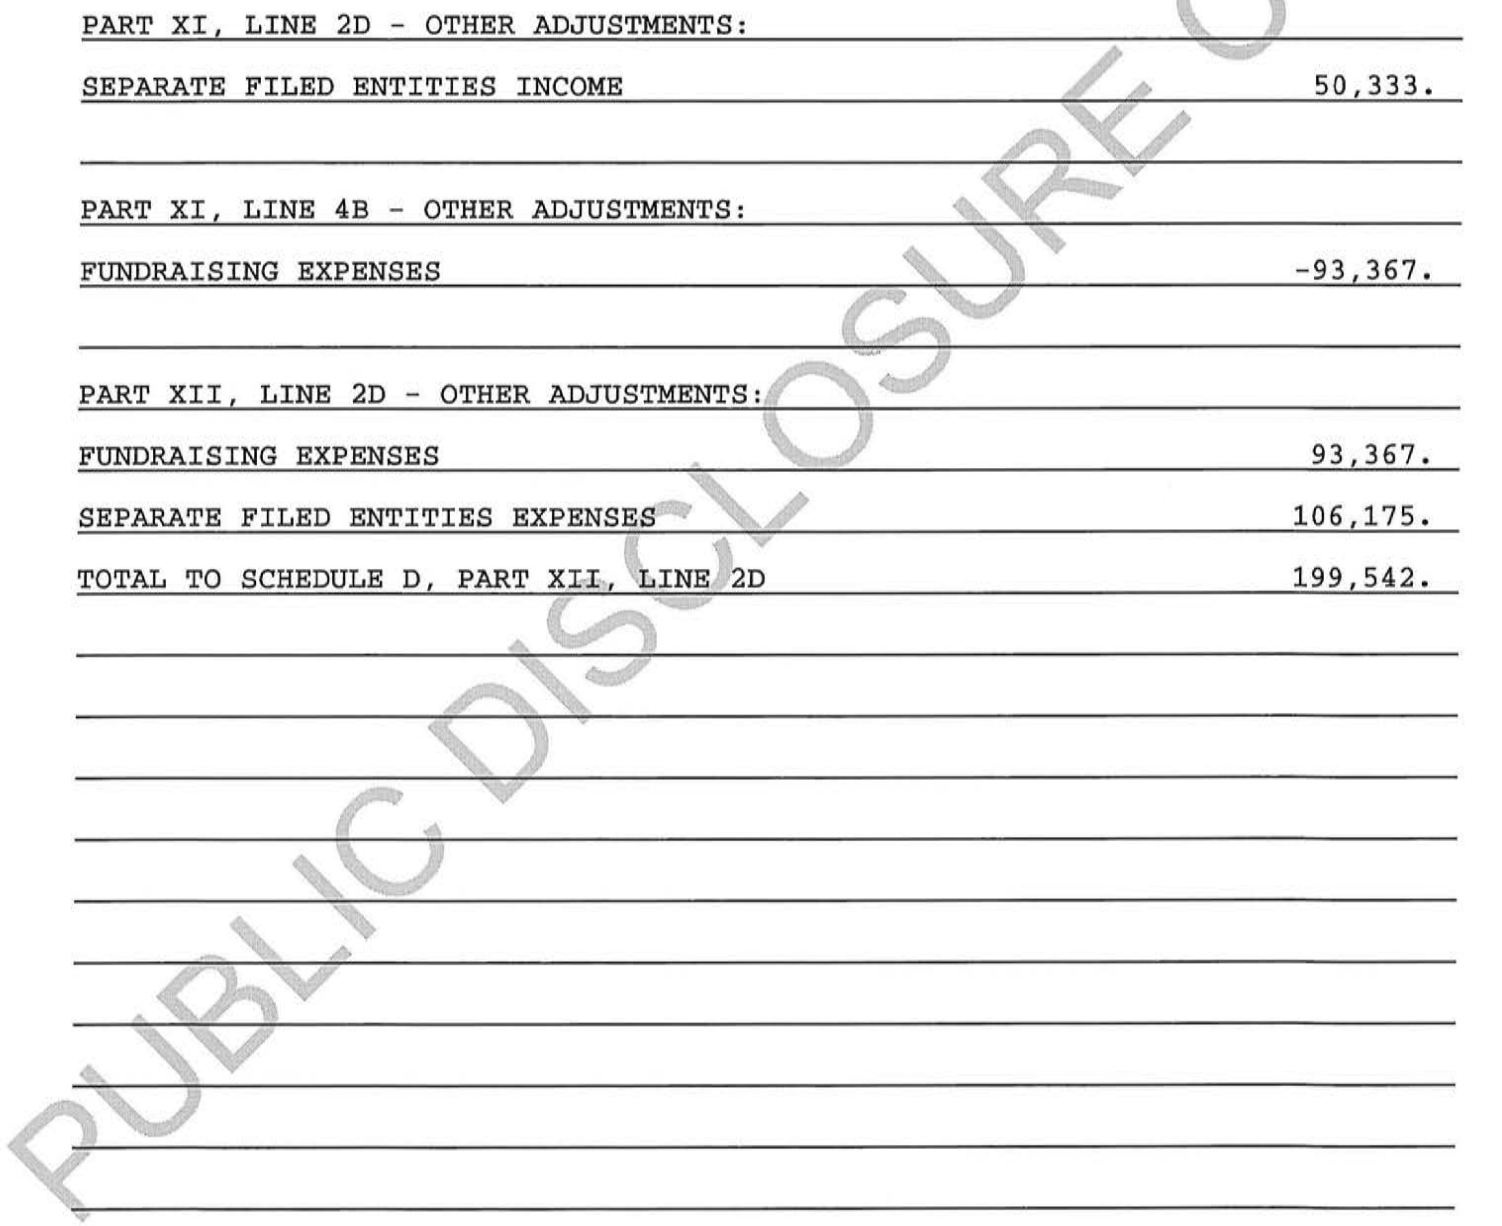 PART XI, LINE 2D - OTHER ADJUSTMENTS:
SEPARATE FILED ENTITIES INCOME 50,333.
PART XI, LINE 4B - OTHER ADJUSTMENTS:
FUNDRAISING EXPENSES -93,367.
PART XII, LINE 2D - OTHER ADJUSTMENTS:
FUNDRAISING EXPENSES 93,367.
SEPARATE FILED ENTITIES EXPENSES 106,175.
TOTAL TO SCHEDULE D, PART XII, LINE 2D 199,542.
PUBLIC DISCLOSURE